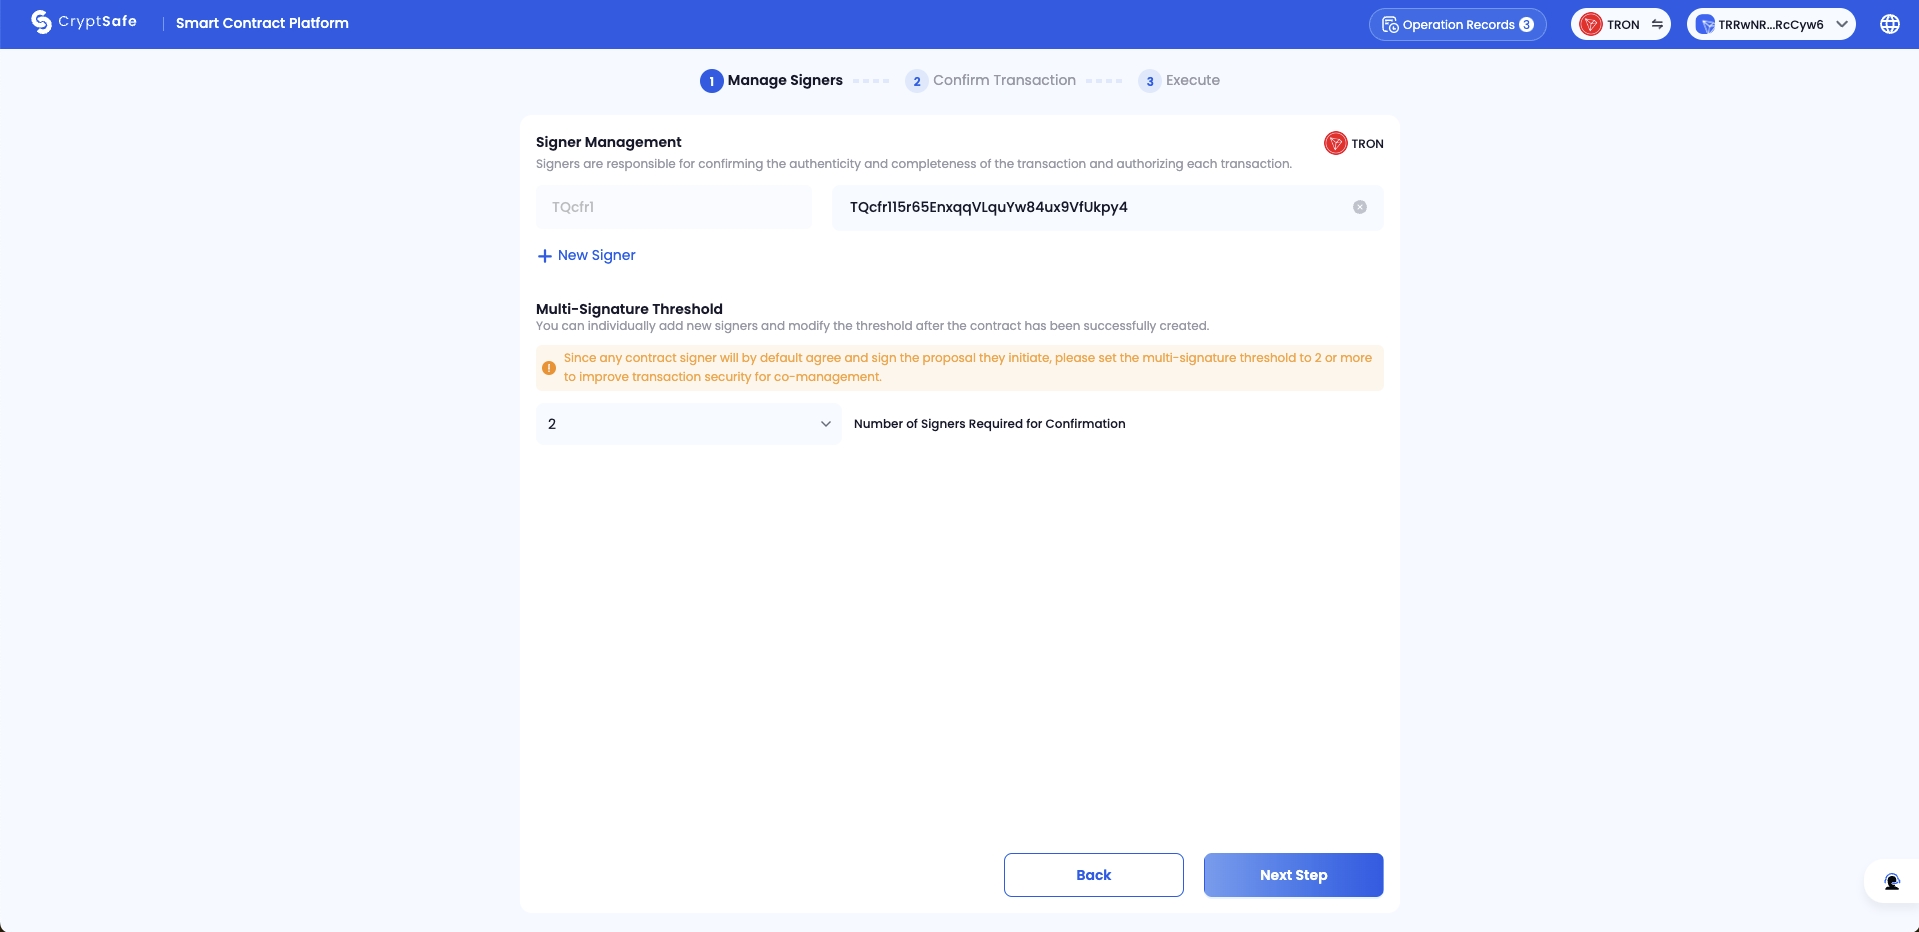 CryptSafe
Smart Contract Platform
Operation Records 3
TRON
TRRwNR...RcCyw6
1 Manage Signers
2 Confirm Transaction
3 Execute
Signer Management
TRON
Signers are responsible for confirming the authenticity and completeness of the transaction and authorizing each transaction.
TQcfr1
TQcfr115r65EnxqqVLquYw84ux9VfUkpy4
New Signer
Multi-Signature Threshold
You can individually add new signers and modify the threshold after the contract has been successfully created.
Since any contract signer will by default agree and sign the proposal they initiate, please set the multi-signature threshold to 2 or more
to improve transaction security for co-management.
2
Number of Signers Required for Confirmation
Back
Next Step